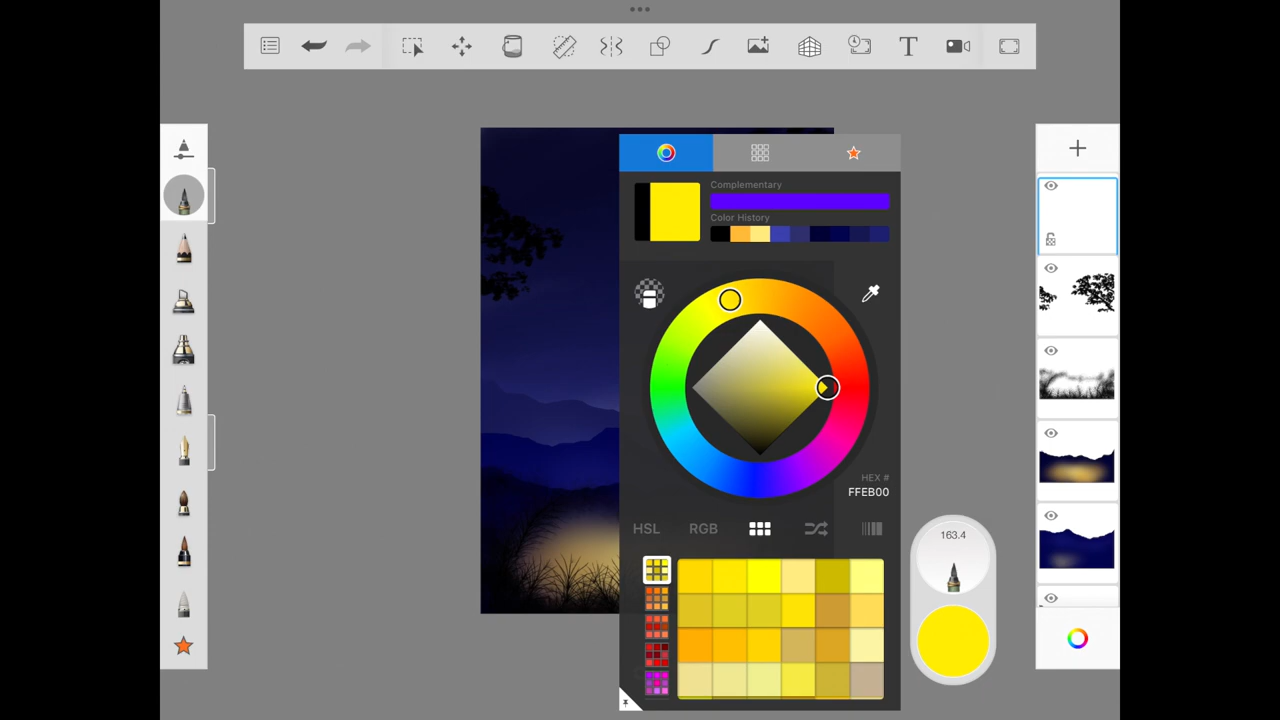 T
Complementary
Color History
HEX #
FFEB00
HSL RGB
163.4